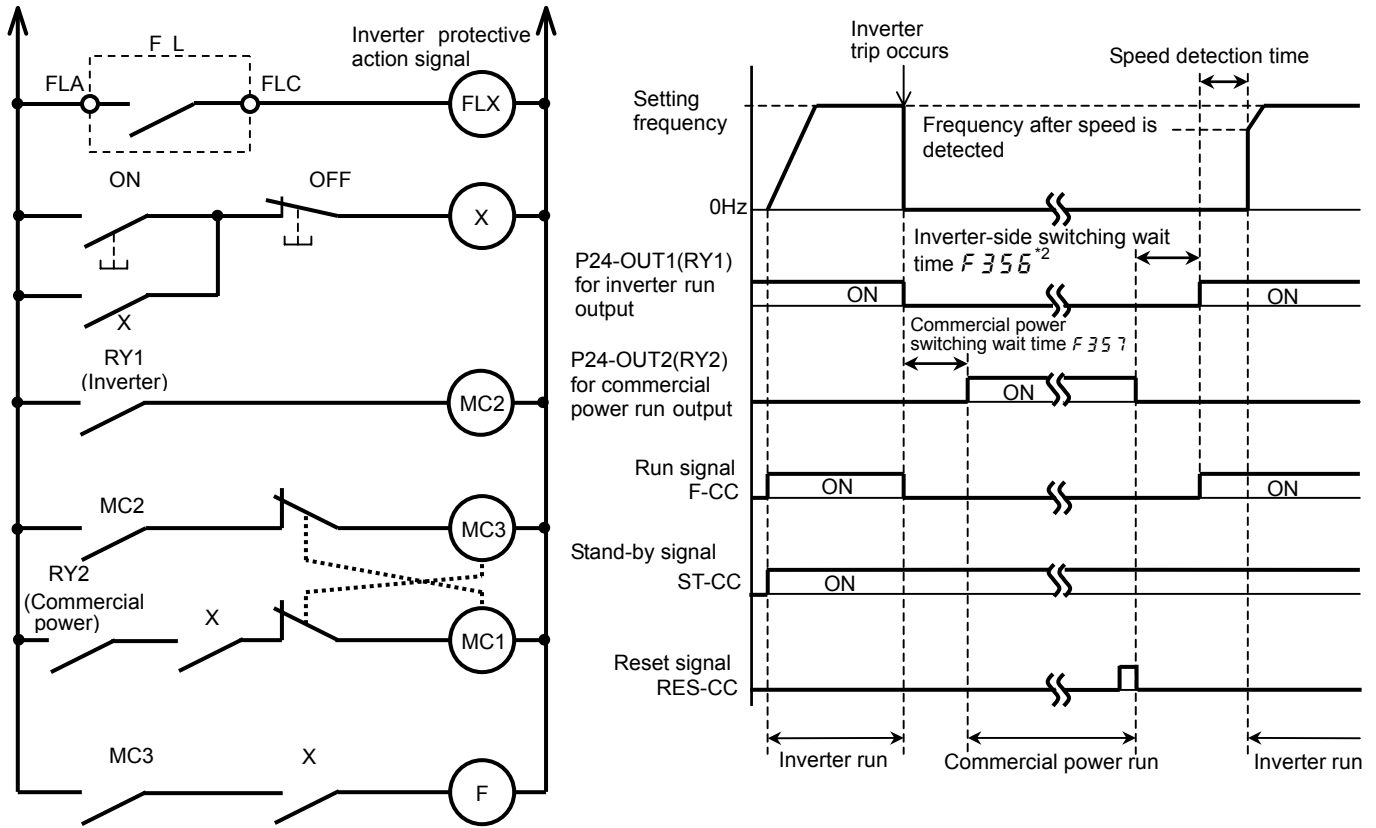 F L
Inverter protective
action signal
FLA
FLC
FLX
ON
OFF
X
X
RY1
(Inverter)
MC2
MC2
MC3
RY2
(Commercial
power)
X
MC1
MC3
X
F
Inverter
trip occurs
Speed detection time
Setting
frequency
Frequency after speed is
detected
0Hz
Inverter-side switching wait
time F356*2
P24-OUT1(RY1)
for inverter run
output
ON
ON
Commercial power
switching wait time F357
P24-OUT2(RY2)
for commercial
power run output
ON
Run signal
F-CC
ON
ON
Stand-by signal
ST-CC
ON
Reset signal
RES-CC
Inverter run
Commercial power run
Inverter run